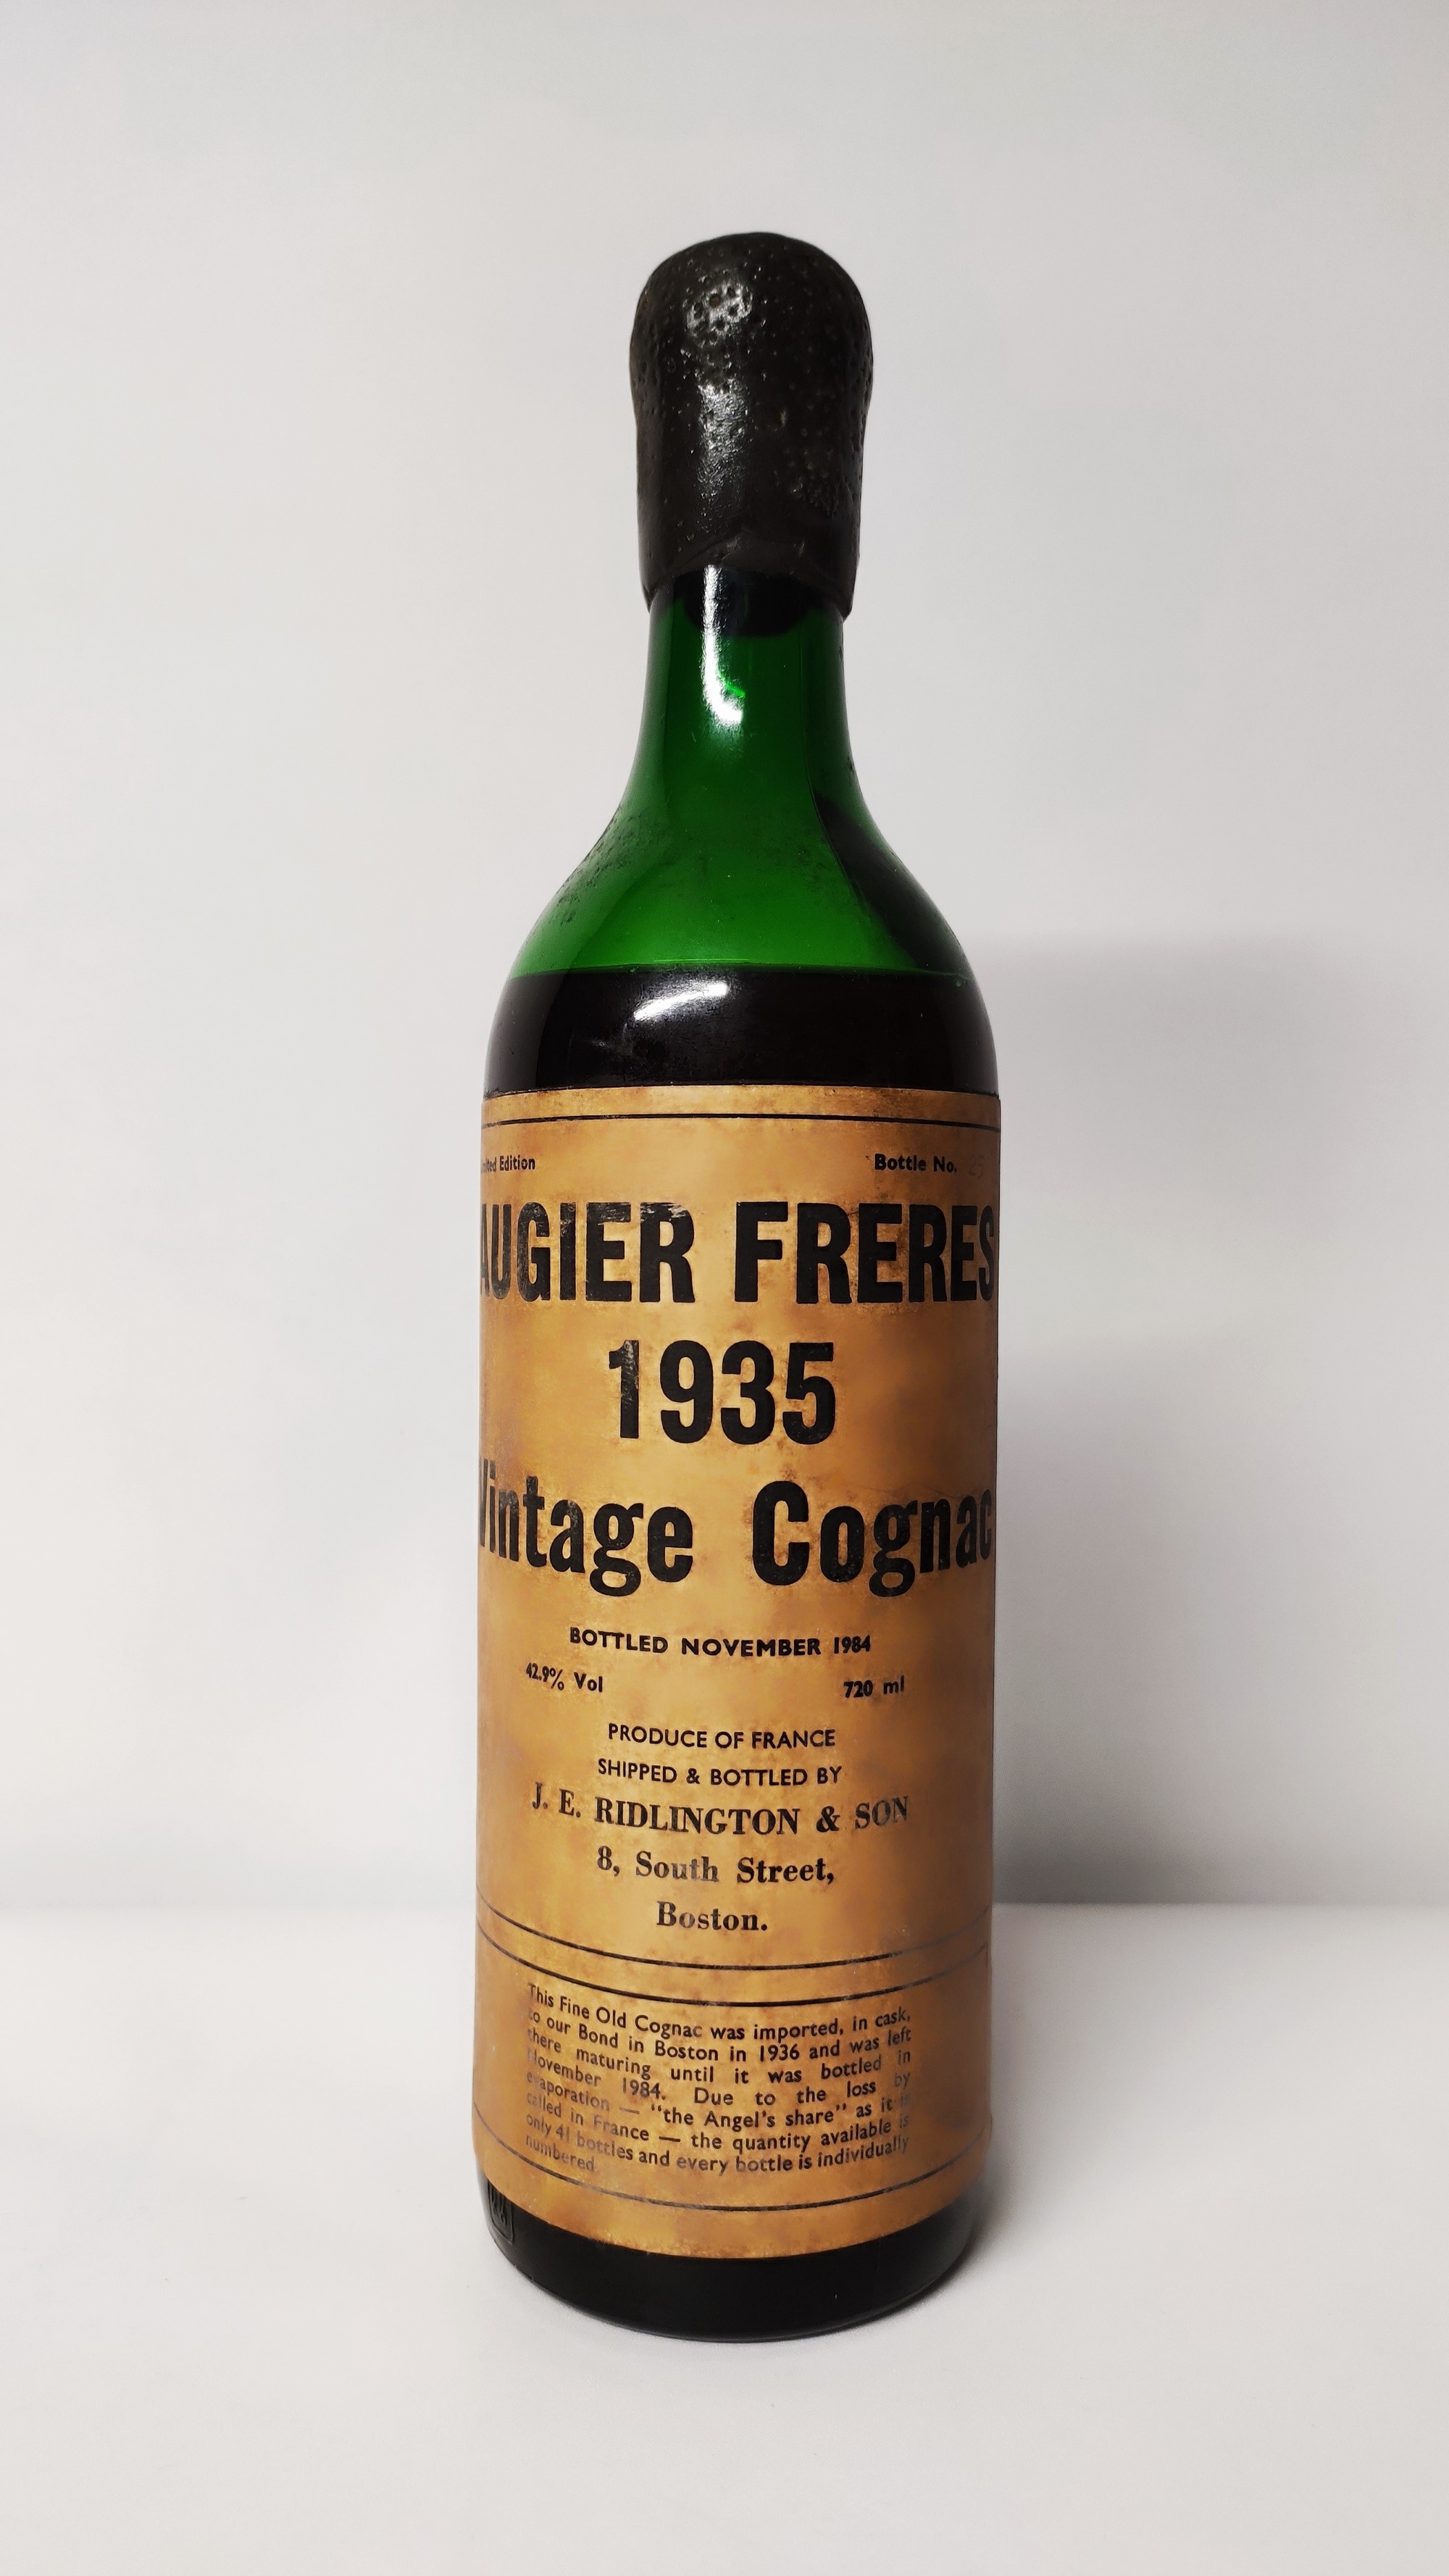 Limited Edition Bottle No. 25
AUGIER FRERES
1935
Vintage Cognac
BOTTLED NOVEMBER 1984
42.9% Vol 720 ml
PRODUCE OF FRANCE
SHIPPED & BOTTLED BY
J. E. RIDLINGTON & SON
8, South Street,
Boston.
This Fine Old Cognac was imported, in cask,
to our Bond in Boston in 1936 and was left
there maturing until it was bottled in
November 1984. Due to the loss by
evaporation — "the Angel's share" as it is
called in France — the quantity available is
only 41 bottles and every bottle is individually
numbered.